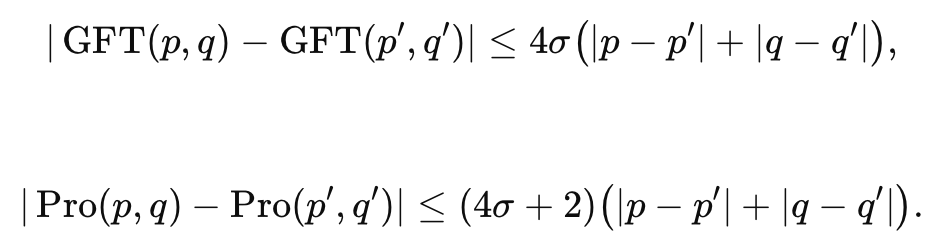 | GFT(p, q) − GFT(p′, q′)| ≤ 4σ(|p − p′| + |q − q′|),
| Pro(p, q) − Pro(p′, q′)| ≤ (4σ + 2)(|p − p′| + |q − q′|).